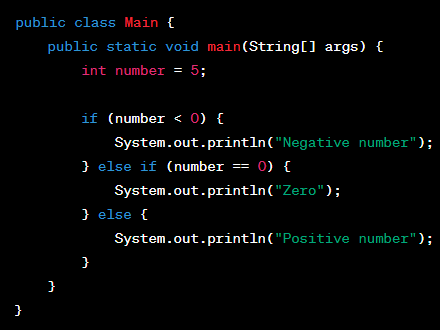 public class Main {
    public static void main(String[] args) {
        int number = 5;
        if (number < 0) {
            System.out.println("Negative number");
        } else if (number == 0) {
            System.out.println("Zero");
        } else {
            System.out.println("Positive number");
        }
    }
}